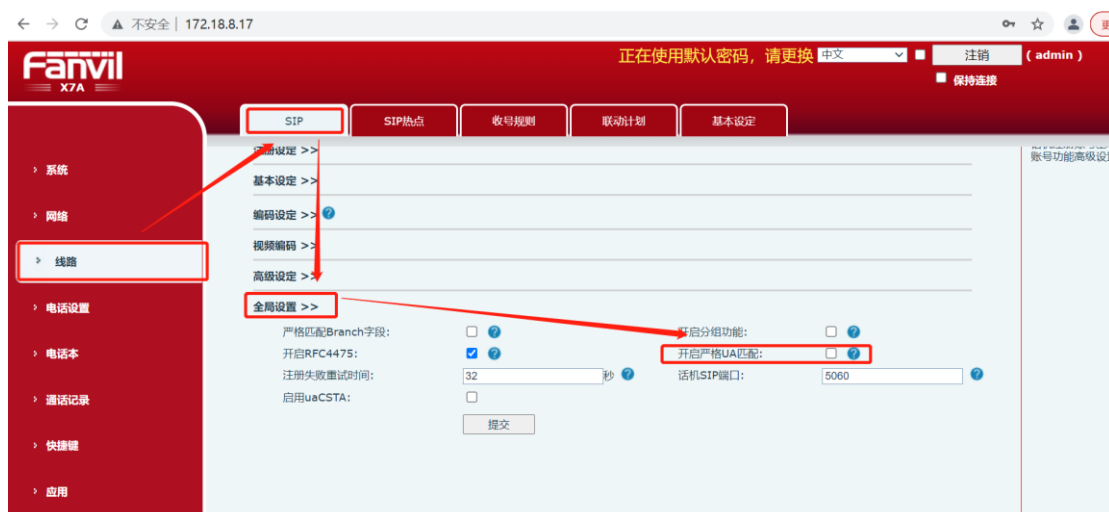 不安全 | 172.18.8.17
Fanvil
X7A
正在使用默认密码，请更换 中文 注销 ( admin )
保持连接
SIP SIP热点 收号规则 联动计划 基本设定
注册设定 >>
账号功能高级设
› 系统
基本设定 >>
› 网络
编码设定 >>
› 线路
视频编码 >>
高级设定 >>
› 电话设置
全局设置 >>
严格匹配Branch字段: 开启分组功能:
› 电话本
开启RFC4475: 开启严格UA匹配:
注册失败重试时间: 32 秒 话机SIP端口: 5060
› 通话记录
启用uaCSTA:
提交
› 快捷键
› 应用